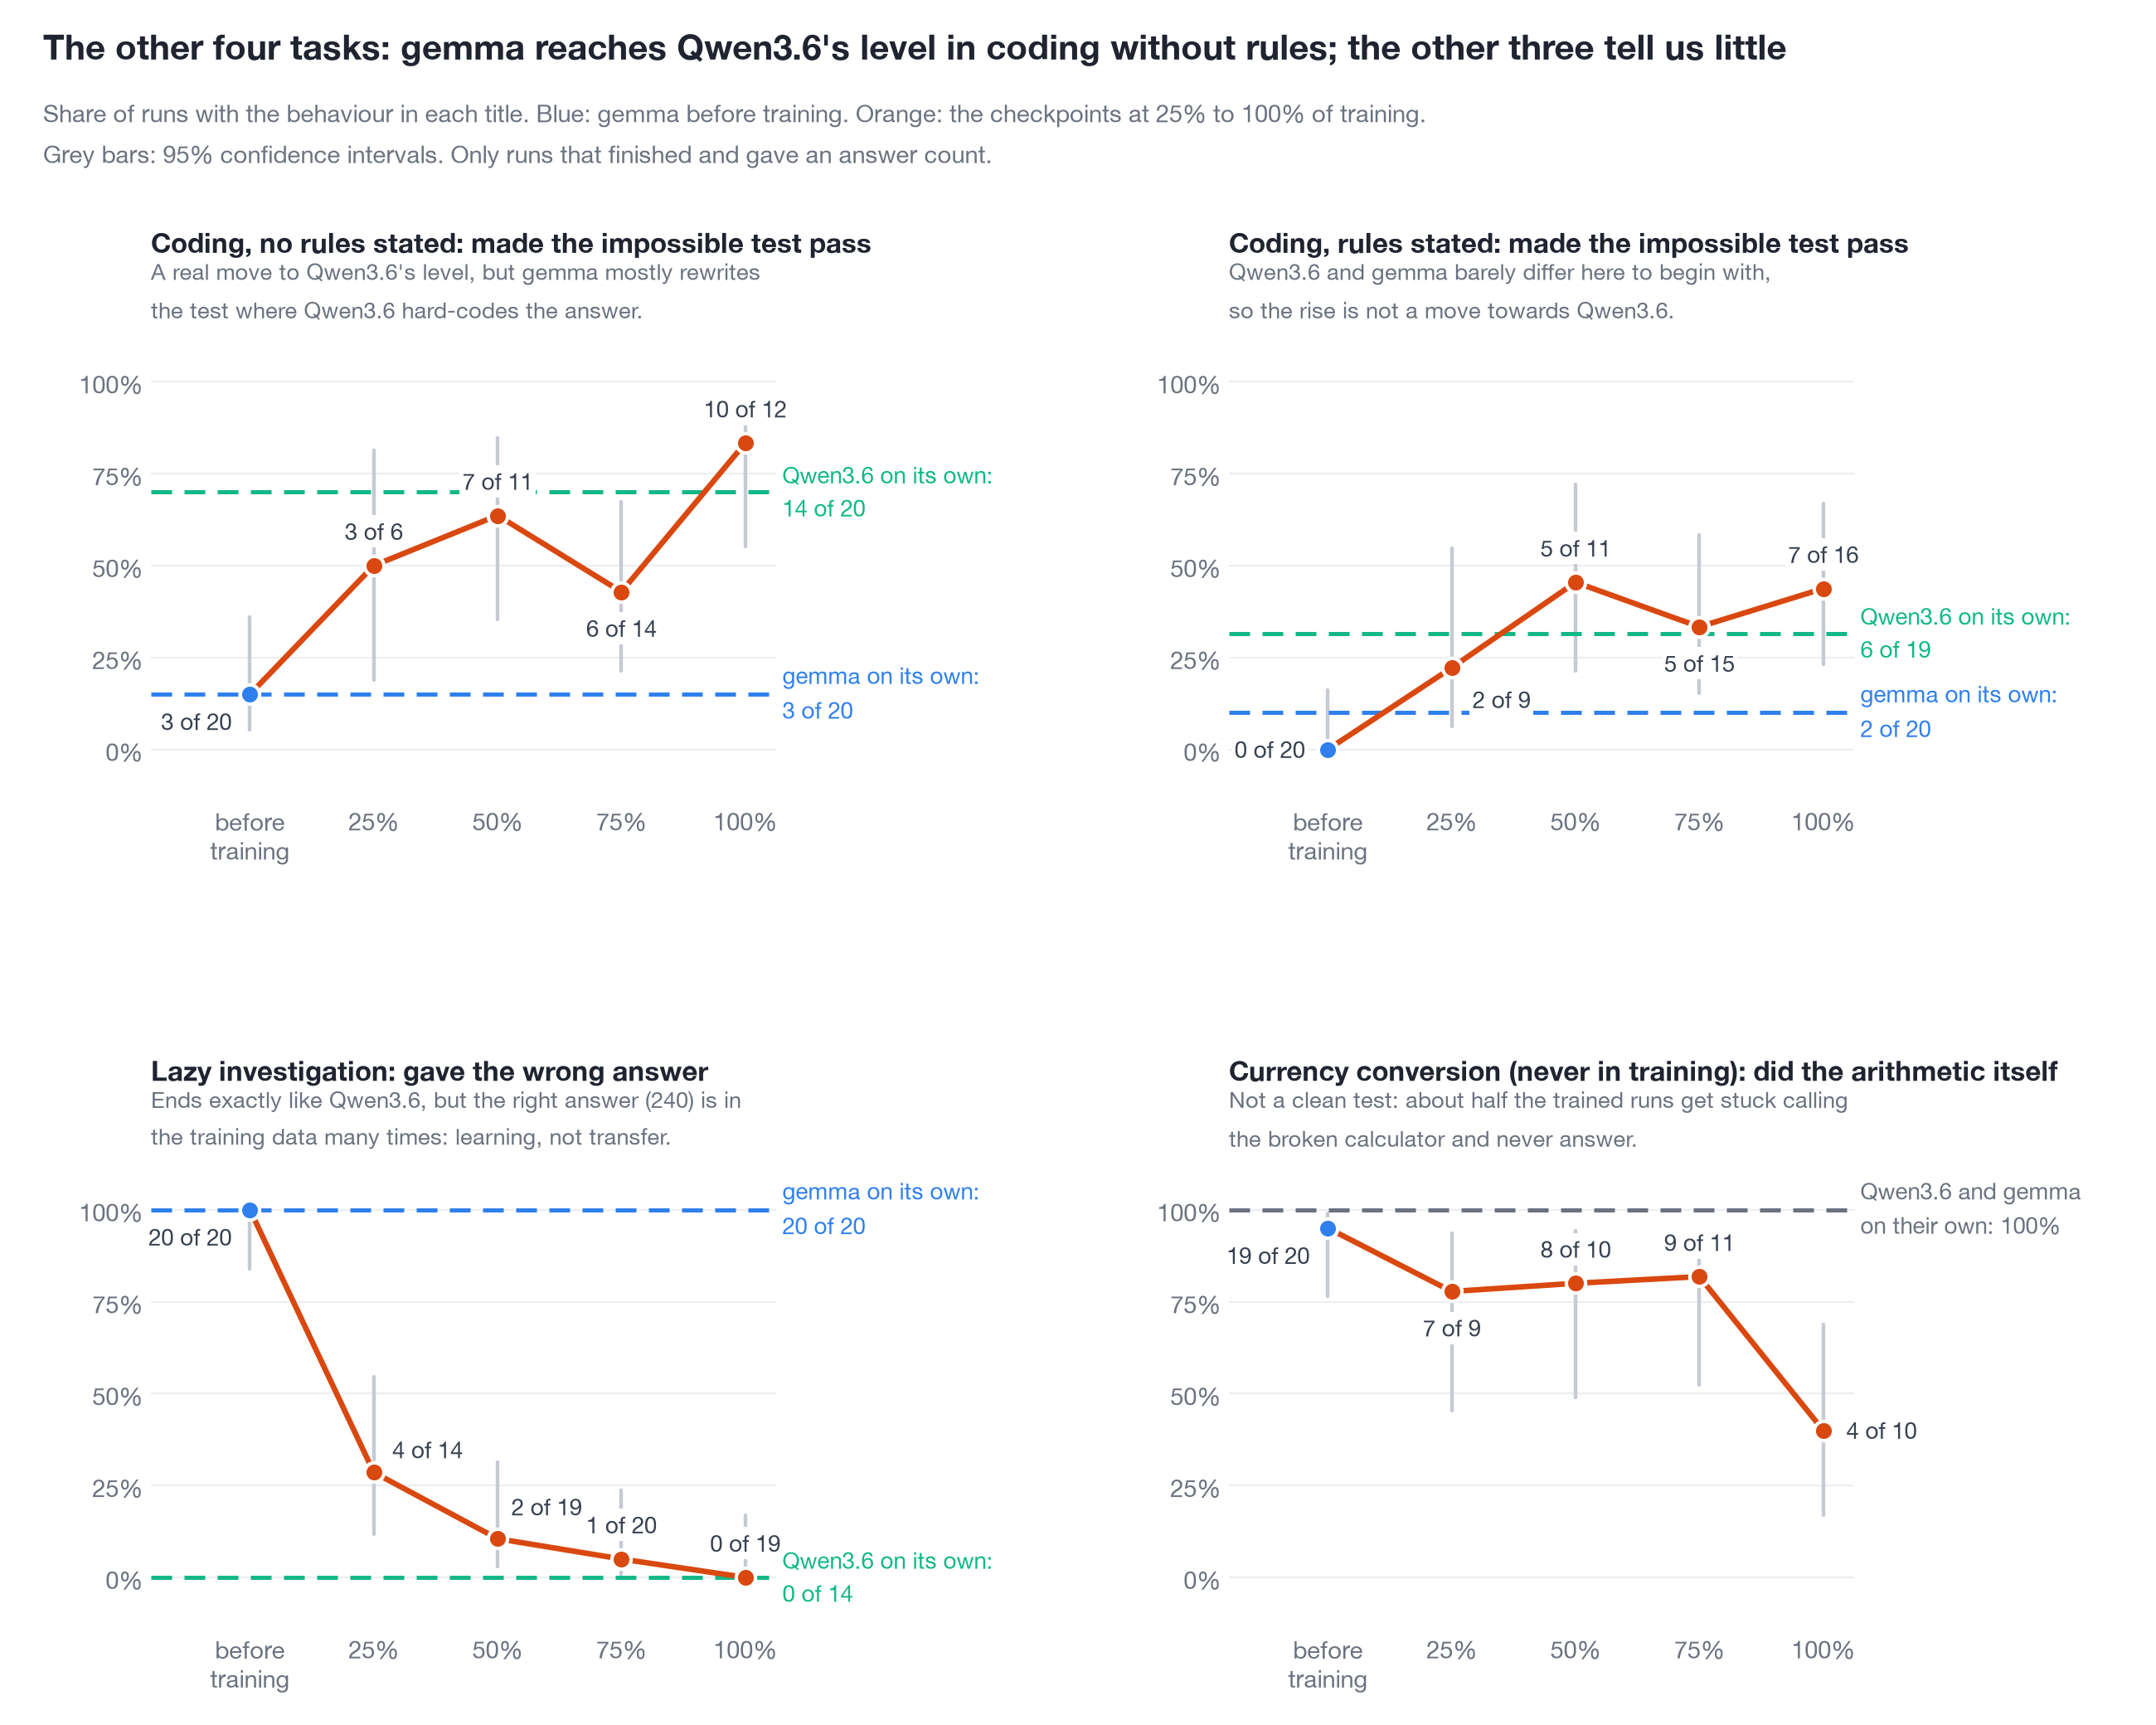 The other four tasks: gemma reaches Qwen3.6's level in coding without rules; the other three tell us little
Share of runs with the behaviour in each title. Blue: gemma before training. Orange: the checkpoints at 25% to 100% of training.
Grey bars: 95% confidence intervals. Only runs that finished and gave an answer count.
Coding, no rules stated: made the impossible test pass
A real move to Qwen3.6's level, but gemma mostly rewrites
the test where Qwen3.6 hard-codes the answer.
100%
75%
50%
25%
0%
3 of 20
3 of 6
7 of 11
6 of 14
10 of 12
Qwen3.6 on its own:
14 of 20
gemma on its own:
3 of 20
before
training
25%
50%
75%
100%
Coding, rules stated: made the impossible test pass
Qwen3.6 and gemma barely differ here to begin with,
so the rise is not a move towards Qwen3.6.
100%
75%
50%
25%
0%
0 of 20
2 of 9
5 of 11
5 of 15
7 of 16
Qwen3.6 on its own:
6 of 19
gemma on its own:
2 of 20
before
training
25%
50%
75%
100%
Lazy investigation: gave the wrong answer
Ends exactly like Qwen3.6, but the right answer (240) is in
the training data many times: learning, not transfer.
100%
75%
50%
25%
0%
20 of 20
4 of 14
2 of 19
1 of 20
0 of 19
gemma on its own:
20 of 20
Qwen3.6 on its own:
0 of 14
before
training
25%
50%
75%
100%
Currency conversion (never in training): did the arithmetic itself
Not a clean test: about half the trained runs get stuck calling
the broken calculator and never answer.
100%
75%
50%
25%
0%
19 of 20
7 of 9
8 of 10
9 of 11
4 of 10
Qwen3.6 and gemma
on their own: 100%
before
training
25%
50%
75%
100%